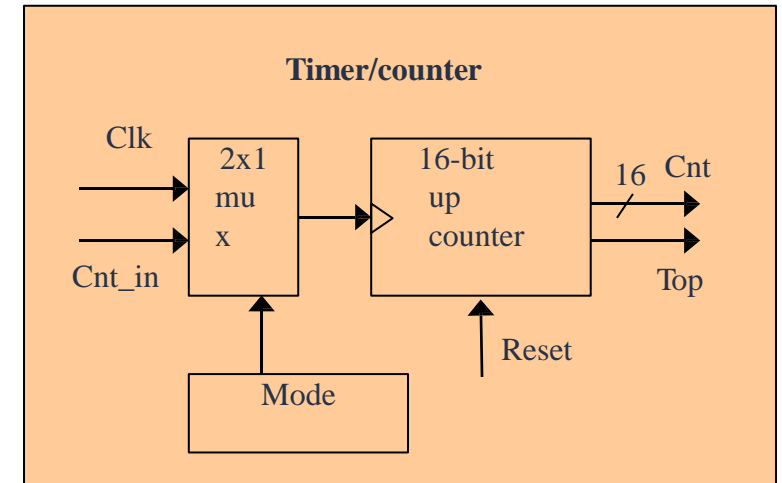 Timer/counter
Clk
2x1
mu
x
16-bit
up
counter
16
Cnt
Cnt_in
Top
Reset
Mode